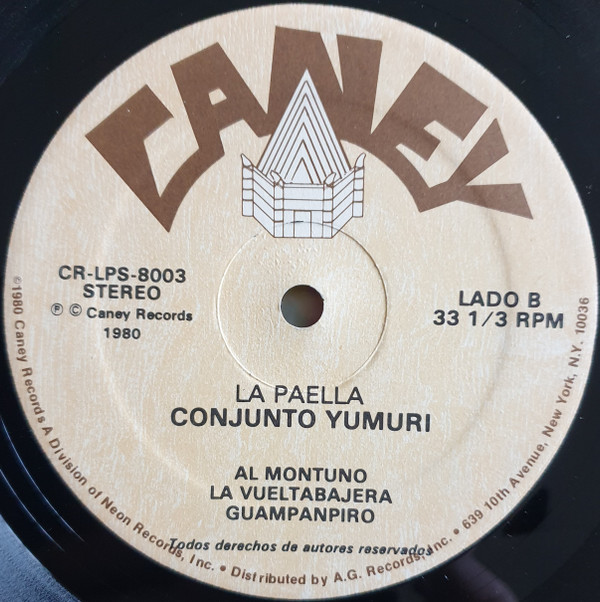 CANEY
CR-LPS-8003
STEREO
Ⓟ © Caney Records
1980
LADO B
33 1/3 RPM
LA PAELLA
CONJUNTO YUMURI
AL MONTUNO
LA VUELTABAJERA
GUAMPANPIRO
Todos derechos de autores reservados
©1980 Caney Records A Division of Neon Records, Inc. • Distributed by A.G. Records, Inc. • 639 10th Avenue, New York, N.Y. 10036